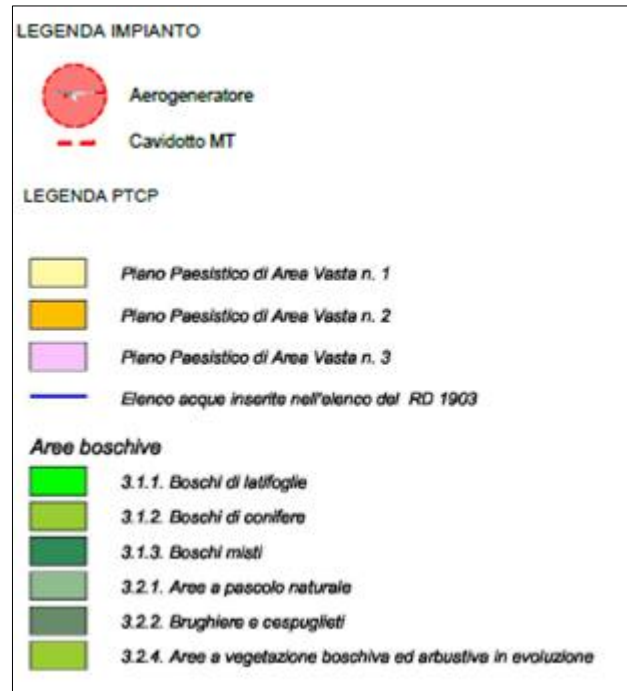 LEGENDA IMPIANTO
Aerogeneratore
Cavidotto MT
LEGENDA PTCP
Piano Paesistico di Area Vasta n. 1
Piano Paesistico di Area Vasta n. 2
Piano Paesistico di Area Vasta n. 3
Elenco acque inserite nell'elenco del RD 1903
Aree boschive
3.1.1. Boschi di latifoglie
3.1.2. Boschi di conifere
3.1.3. Boschi misti
3.2.1. Aree a pascolo naturale
3.2.2. Brughiere e cespuglieti
3.2.4. Aree a vegetazione boschiva ed arbustiva in evoluzione